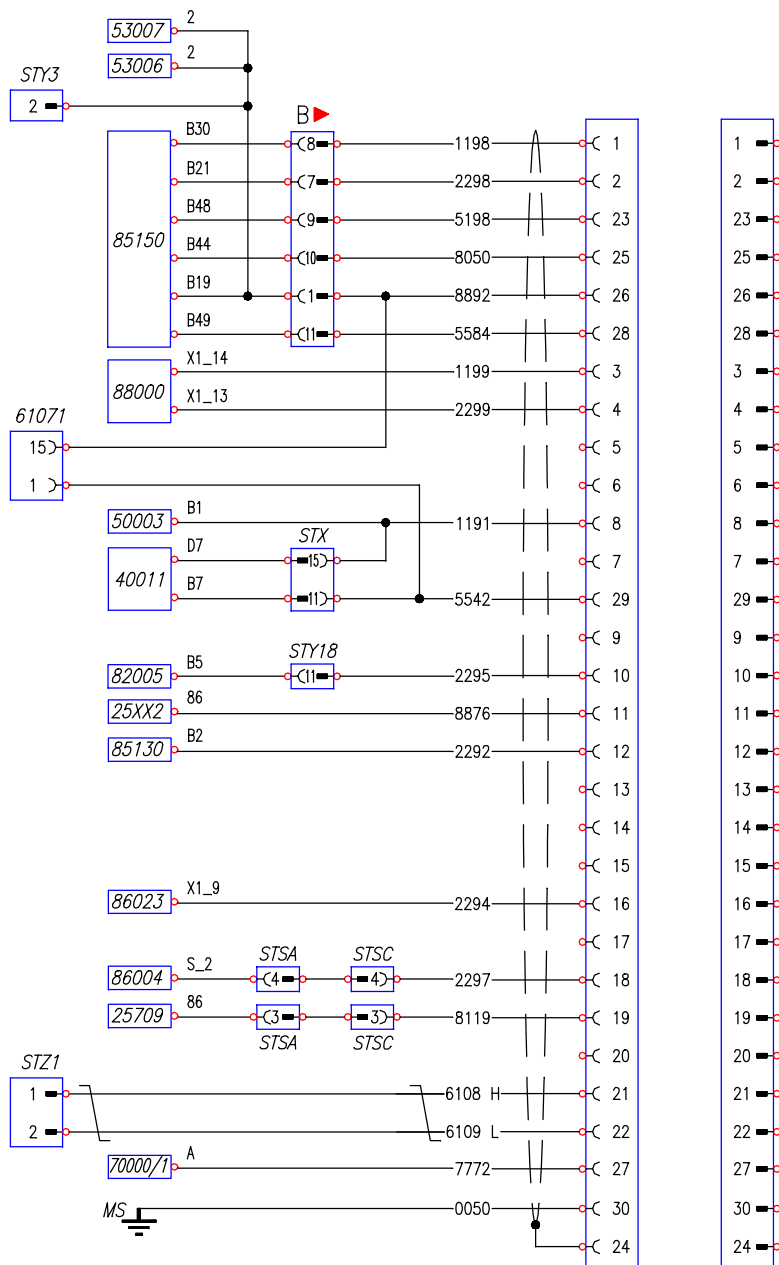 53007 2
53006 2
STY3
2
B
B30 8 1198 1 1
B21 7 2298 2 2
B48 9 5198 23 23
85150
B44 10 8050 25 25
B19 1 8892 26 26
B49 11 5584 28 28
X1_14 1199 3 3
88000
X1_13 2299 4 4
61071
15 5 5
1 6 6
50003 B1 1191 8 8
STX
D7 15 7 7
40011
B7 11 5542 29 29
9 9
STY18
82005 B5 11 2295 10 10
25XX2 86 8876 11 11
85130 B2 2292 12 12
13 13
14 14
15 15
86023 X1_9 2294 16 16
17 17
STSA STSC
86004 S_2 4 4 2297 18 18
25709 86 3 3 8119 19 19
STSA STSC
20 20
STZ1
1 6108 H 21 21
2 6109 L 22 22
70000/1 A 7772 27 27
MS 0050 30 30
24 24